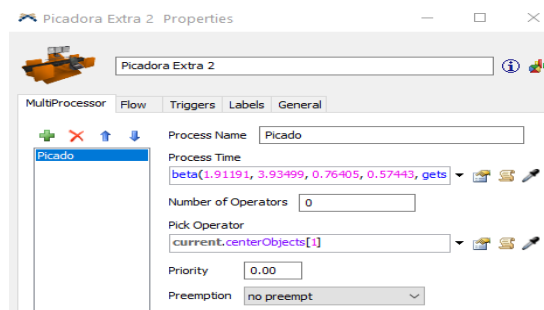 Picadora Extra 2 Properties
Picadora Extra 2
MultiProcessor Flow Triggers Labels General
Process Name Picado
Picado
Process Time
beta(1.91191, 3.93499, 0.76405, 0.57443, gets
Number of Operators 0
Pick Operator
current.centerObjects[1]
Priority 0.00
Preemption no preempt